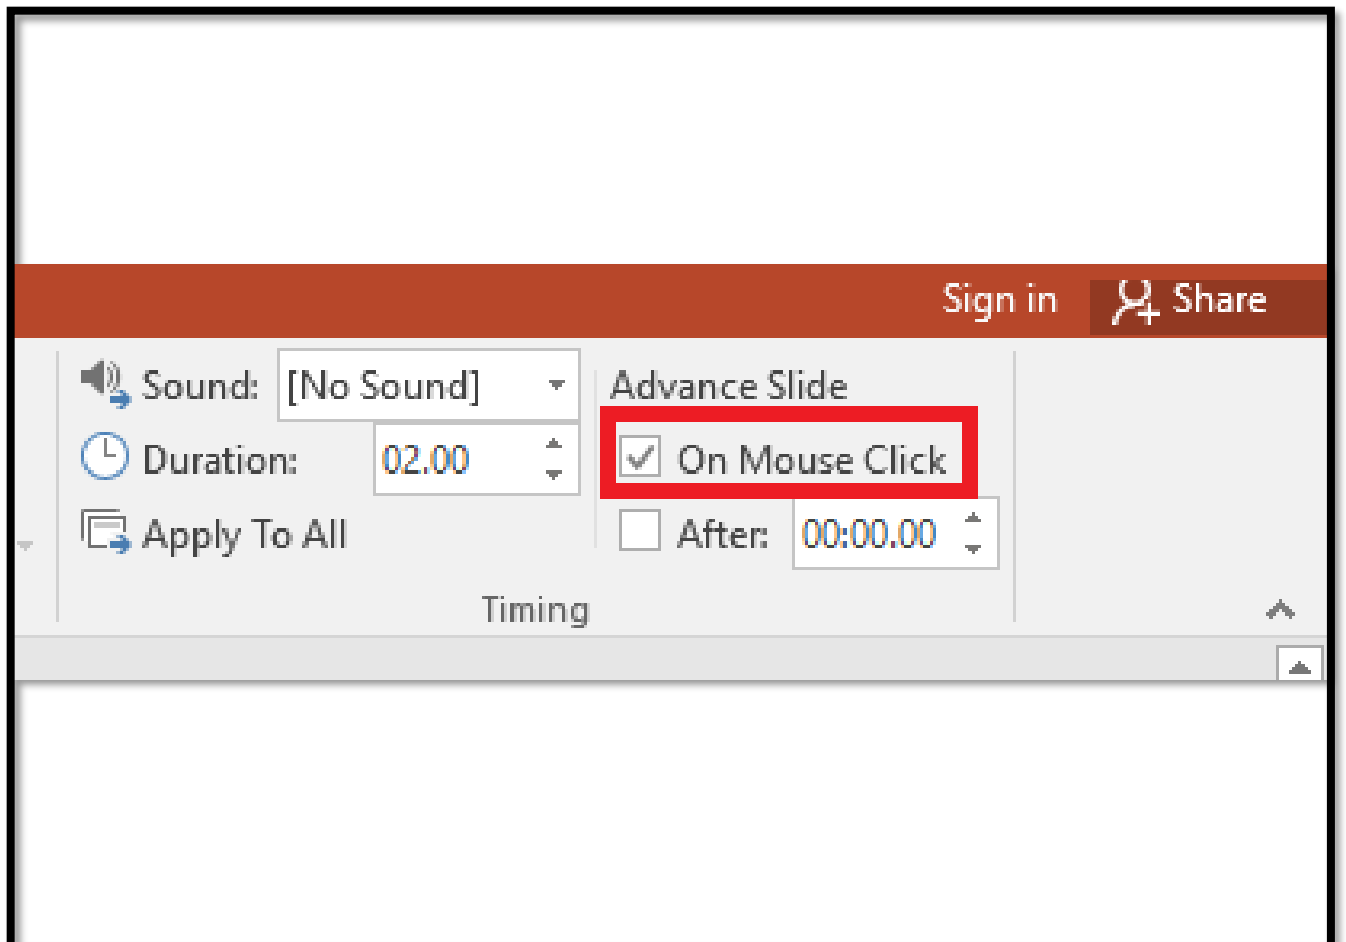 Sign in Share
Sound: [No Sound] Advance Slide
Duration: 02.00 On Mouse Click
Apply To All After: 00:00.00
Timing